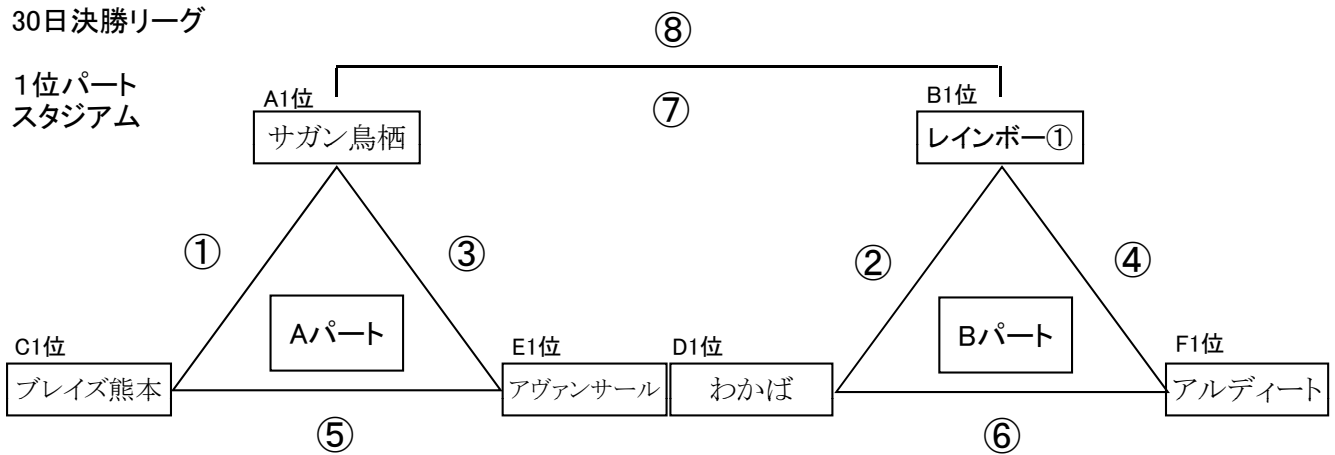 30日決勝リーグ
⑧
１位パート
スタジアム
A1位
⑦
B1位
サガン鳥栖
レインボー①
①
③
②
④
Aパート
Bパート
C1位
E1位
D1位
F1位
ブレイズ熊本
アヴァンサール
わかば
アルディート
⑤
⑥